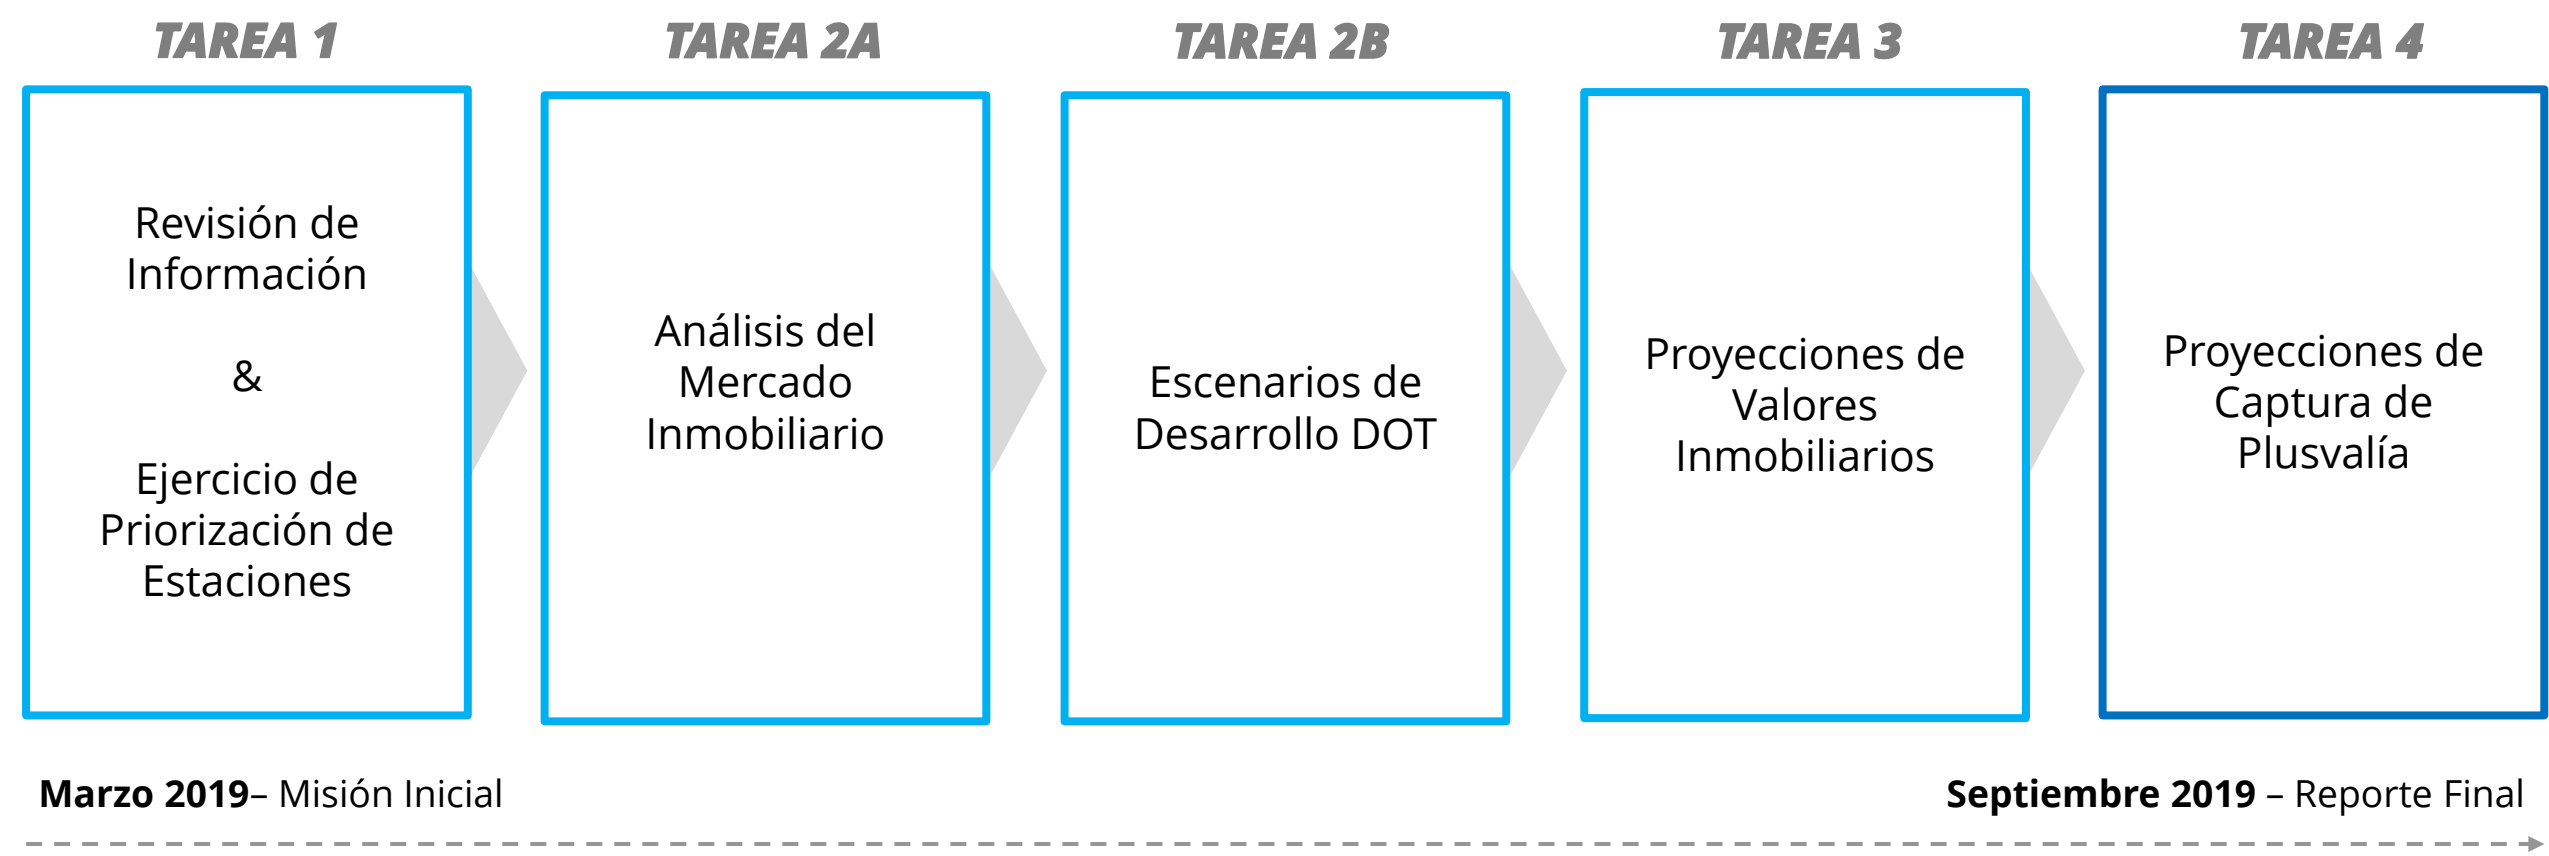 TAREA 1
TAREA 2A
TAREA 2B
TAREA 3
TAREA 4
Revisión de
Información
&
Ejercicio de
Priorización de
Estaciones
Análisis del
Mercado
Inmobiliario
Escenarios de
Desarrollo DOT
Proyecciones de
Valores
Inmobiliarios
Proyecciones de
Captura de
Plusvalía
Marzo 2019– Misión Inicial
Septiembre 2019 – Reporte Final